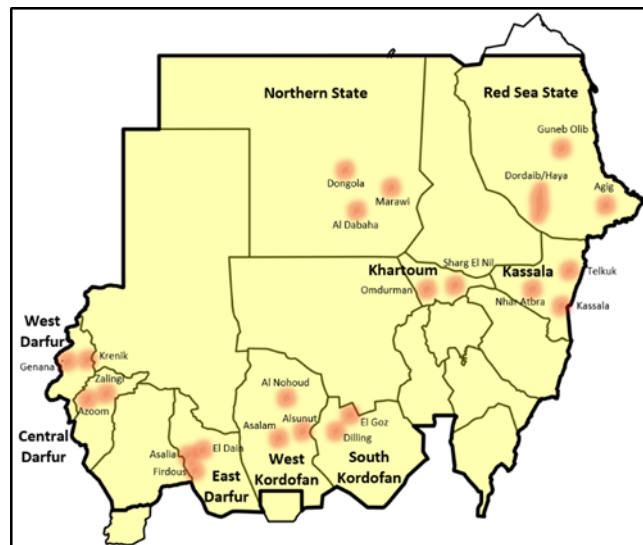 Northern State
Red Sea State
Guneb Olib
Dordaib/Haya
Agig
Dongola
Marawi
Al Dabaha
Khartoum
Sharg El Nil
Omdurman
Kassala
Telkuk
Nhar Atbra
Kassala
West
Darfur
Krenik
Genana
Zalingi
Azoom
Central
Darfur
Al Nohoud
Asalam
Alsunut
El Goz
Dilling
West
Kordofan
South
Kordofan
Asalia
El Dain
Firdous
East
Darfur